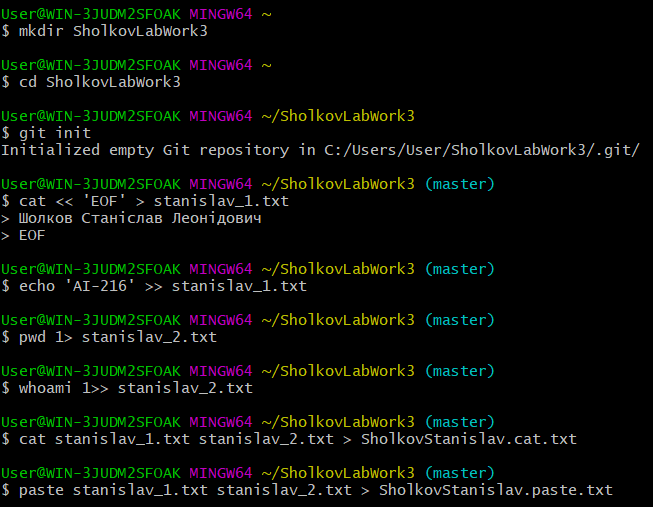 User@WIN-3JUDM2SFOAK MINGW64 ~
$ mkdir SholkovLabWork3
User@WIN-3JUDM2SFOAK MINGW64 ~
$ cd SholkovLabWork3
User@WIN-3JUDM2SFOAK MINGW64 ~/SholkovLabWork3
$ git init
Initialized empty Git repository in C:/Users/User/SholkovLabWork3/.git/
User@WIN-3JUDM2SFOAK MINGW64 ~/SholkovLabWork3 (master)
$ cat << 'EOF' > stanislav_1.txt
> Шолков Станіслав Леонідович
> EOF
User@WIN-3JUDM2SFOAK MINGW64 ~/SholkovLabWork3 (master)
$ echo 'AI-216' >> stanislav_1.txt
User@WIN-3JUDM2SFOAK MINGW64 ~/SholkovLabWork3 (master)
$ pwd 1> stanislav_2.txt
User@WIN-3JUDM2SFOAK MINGW64 ~/SholkovLabWork3 (master)
$ whoami 1>> stanislav_2.txt
User@WIN-3JUDM2SFOAK MINGW64 ~/SholkovLabWork3 (master)
$ cat stanislav_1.txt stanislav_2.txt > SholkovStanislav.cat.txt
User@WIN-3JUDM2SFOAK MINGW64 ~/SholkovLabWork3 (master)
$ paste stanislav_1.txt stanislav_2.txt > SholkovStanislav.paste.txt